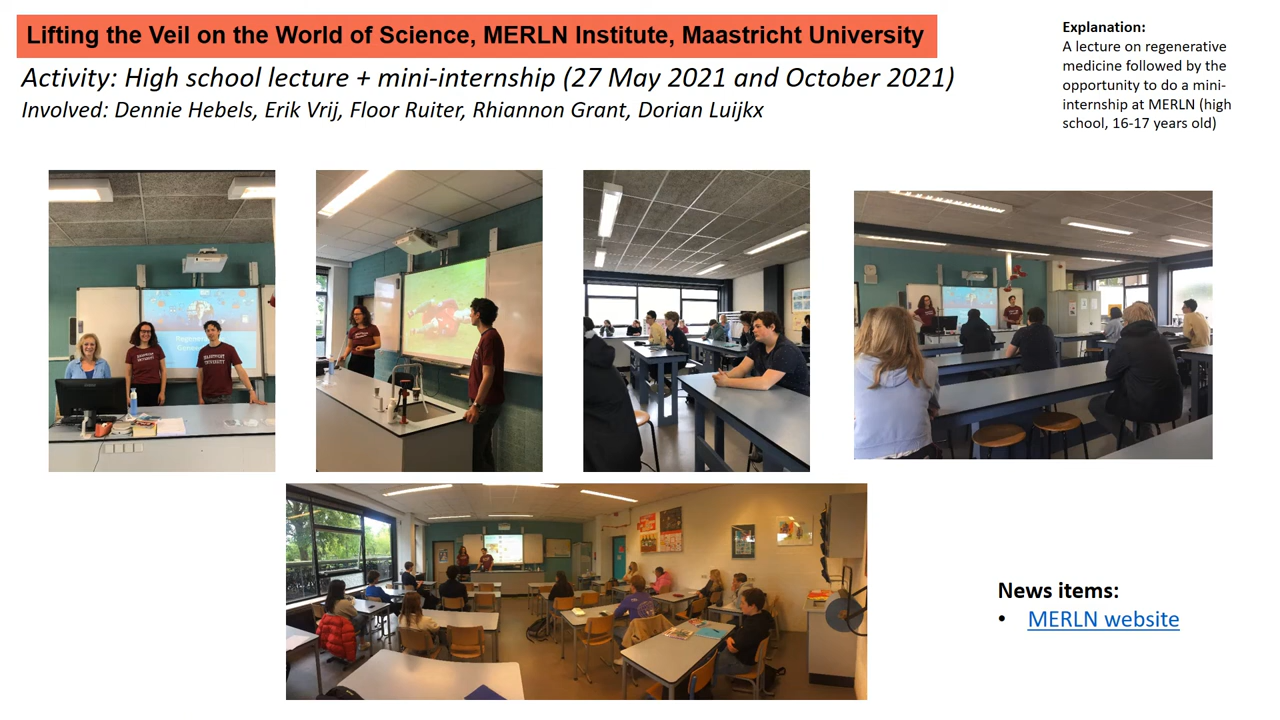 Lifting the Veil on the World of Science, MERLN Institute, Maastricht University
Activity: High school lecture + mini-internship (27 May 2021 and October 2021)
Involved: Dennie Hebels, Erik Vrij, Floor Ruiter, Rhiannon Grant, Dorian Luijkx
Explanation:
A lecture on regenerative
medicine followed by the
opportunity to do a mini-
internship at MERLN (high
school, 16-17 years old)
MAASTRICHT
UNIVERSITY
News items:
• MERLN website